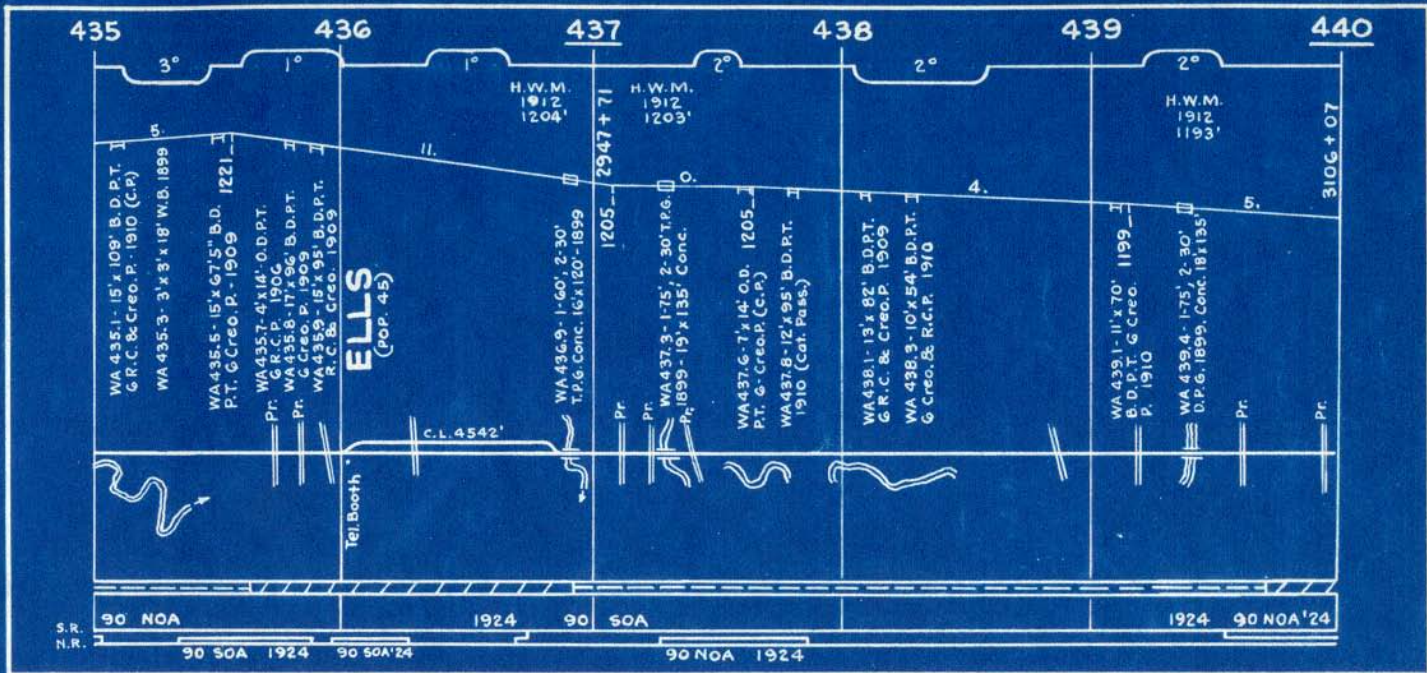 435 436 437 438 439 440
3° 1° 1° 2° 2° 2°
H.W.M.
1912
1204'
H.W.M.
1912
1203'
H.W.M.
1912
1193'
5. 11. 0. 4. 5.
2947 + 71
3106 + 07
1221
1205
1205
1199
WA 435.1 - 15' x 109' B.D.P.T.
6 R.C. & Creo. P. - 1910 (C.P.)
WA 435.3 - 3' x 3' x 18' W.B. 1899
WA 435.5 - 15' x 67.5" B.D.
P.T. 6 Creo. P. - 1909
WA 435.7 - 4' x 14' O.D.P.T.
Pr. 6 R.C.P. 1906
WA 435.8 - 17' x 96' B.D.P.T.
Pr. 6 Creo. P. 1909
WA 435.9 - 15' x 95' B.D.P.T.
R.C. & Creo. 1909
ELLS
(POP. 45)
WA 436.9 - 1-60', 2-30'
T.P.G. Conc. 16' x 120' - 1899
Pr.
Pr.
WA 437.3 - 1-75', 2-30' T.P.G.
Pr. 1899 - 19' x 135' Conc.
WA 437.6 - 7' x 14' O.D.
P.T. 6 - Creo. P. (C.P.)
WA 437.8 - 12' x 95' B.D.P.T.
1910 (Cat. Pass.)
WA 438.1 - 13' x 82' B.D.P.T.
6 R.C. & Creo. P. 1909
WA 438.3 - 10' x 54' B.D.P.T.
6 Creo. & R.C.P. 1910
WA 439.1 - 11' x 70'
B.D.P.T. 6 Creo.
P. 1910
WA 439.4 - 1-75', 2-30'
D.P.G. 1899. Conc. 18' x 135'
Pr.
Pr.
C.L. 4542'
Tel. Booth
90 NOA 1924 90 SOA 1924 90 NOA '24
S.R.
N.R.
90 SOA 1924 90 SOA '24 90 NOA 1924